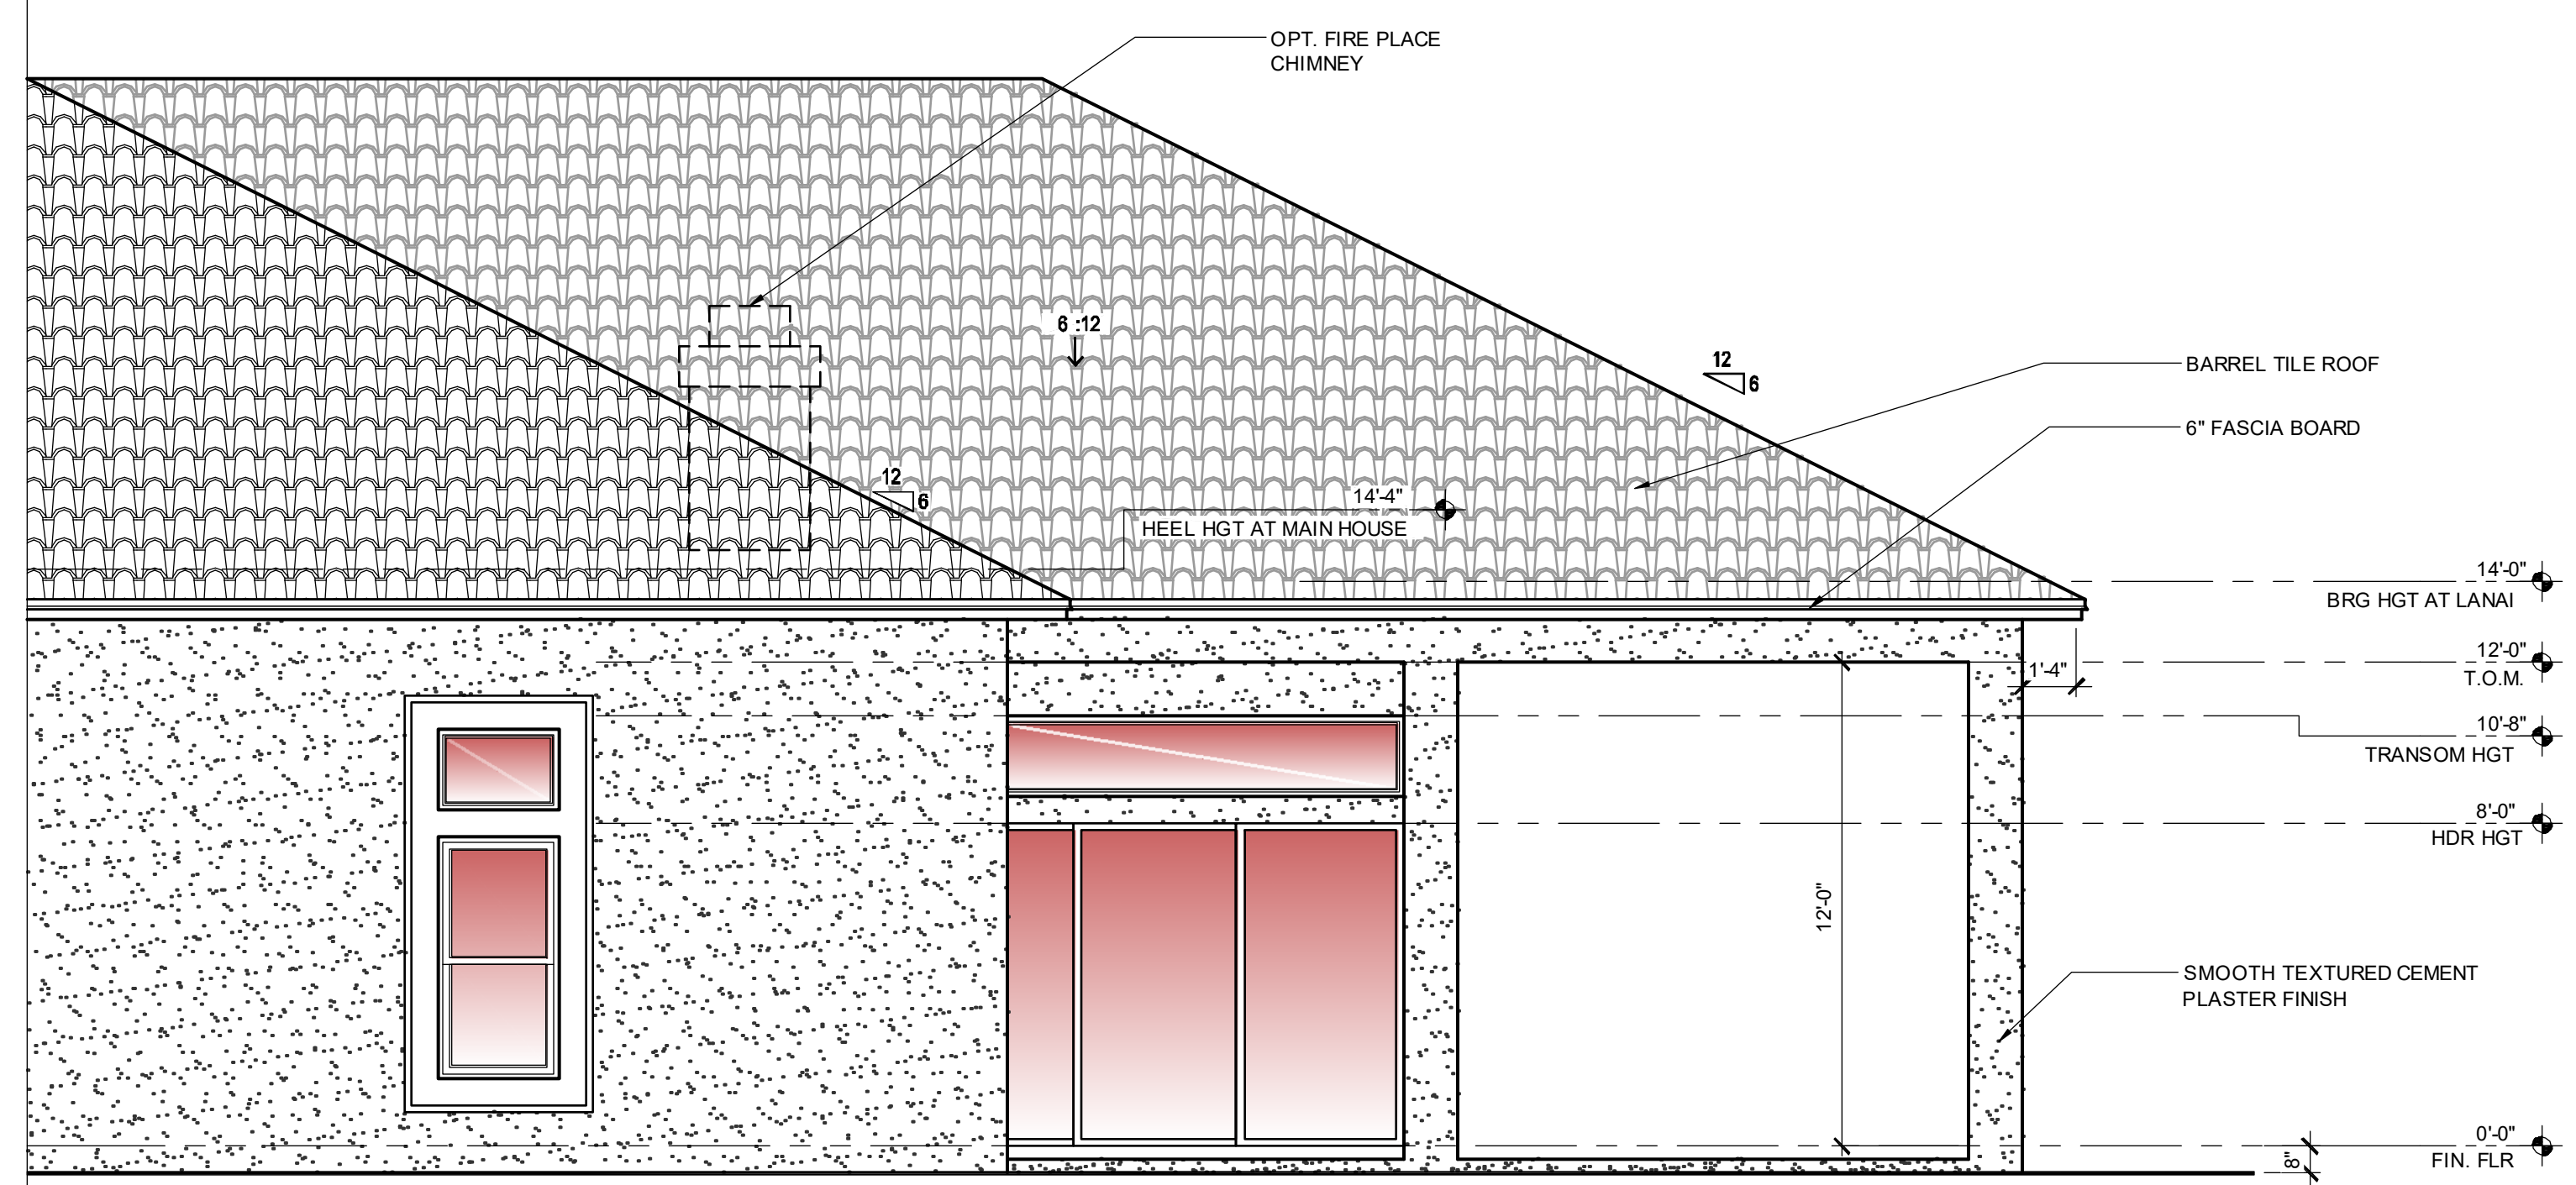 OPT. FIRE PLACE
CHIMNEY
6 :12
12
6
BARREL TILE ROOF
6" FASCIA BOARD
12
6
14'-4"
HEEL HGT AT MAIN HOUSE
14'-0"
BRG HGT AT LANAI
12'-0"
T.O.M.
1'-4"
10'-8"
TRANSOM HGT
8'-0"
HDR HGT
12'-0"
SMOOTH TEXTURED CEMENT
PLASTER FINISH
0'-0"
FIN. FLR
8"